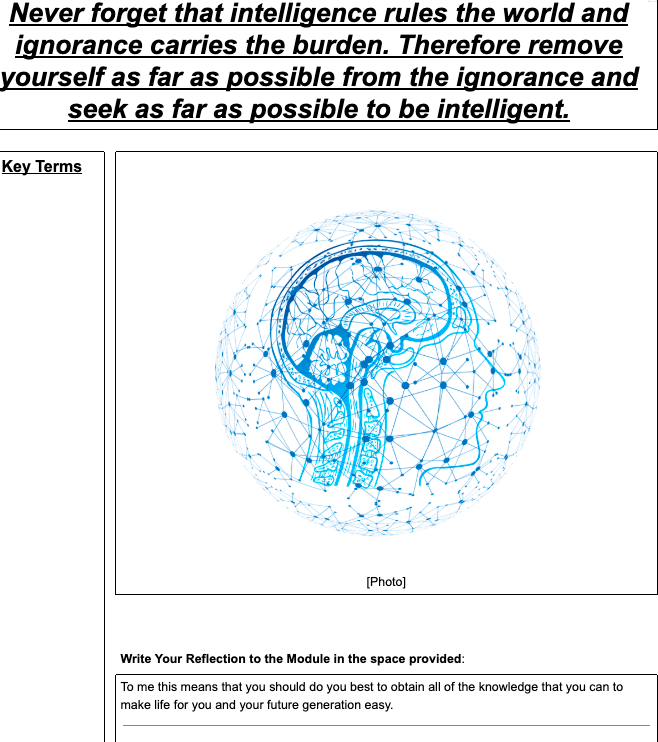 Never forget that intelligence rules the world and
ignorance carries the burden. Therefore remove
yourself as far as possible from the ignorance and
seek as far as possible to be intelligent.
Key Terms
[Photo]
Write Your Reflection to the Module in the space provided:
To me this means that you should do you best to obtain all of the knowledge that you can to
make life for you and your future generation easy.